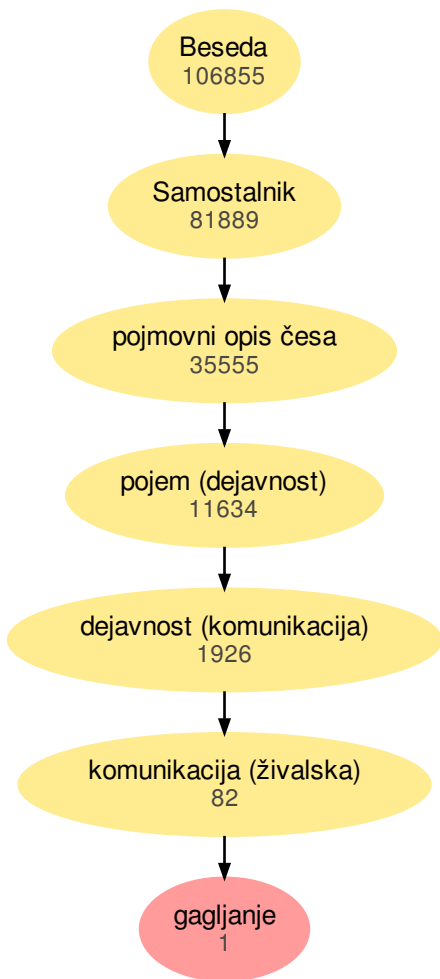 Beseda
106855
Samostalnik
81889
pojmovni opis česa
35555
pojem (dejavnost)
11634
dejavnost (komunikacija)
1926
komunikacija (živalska)
82
gagljanje
1